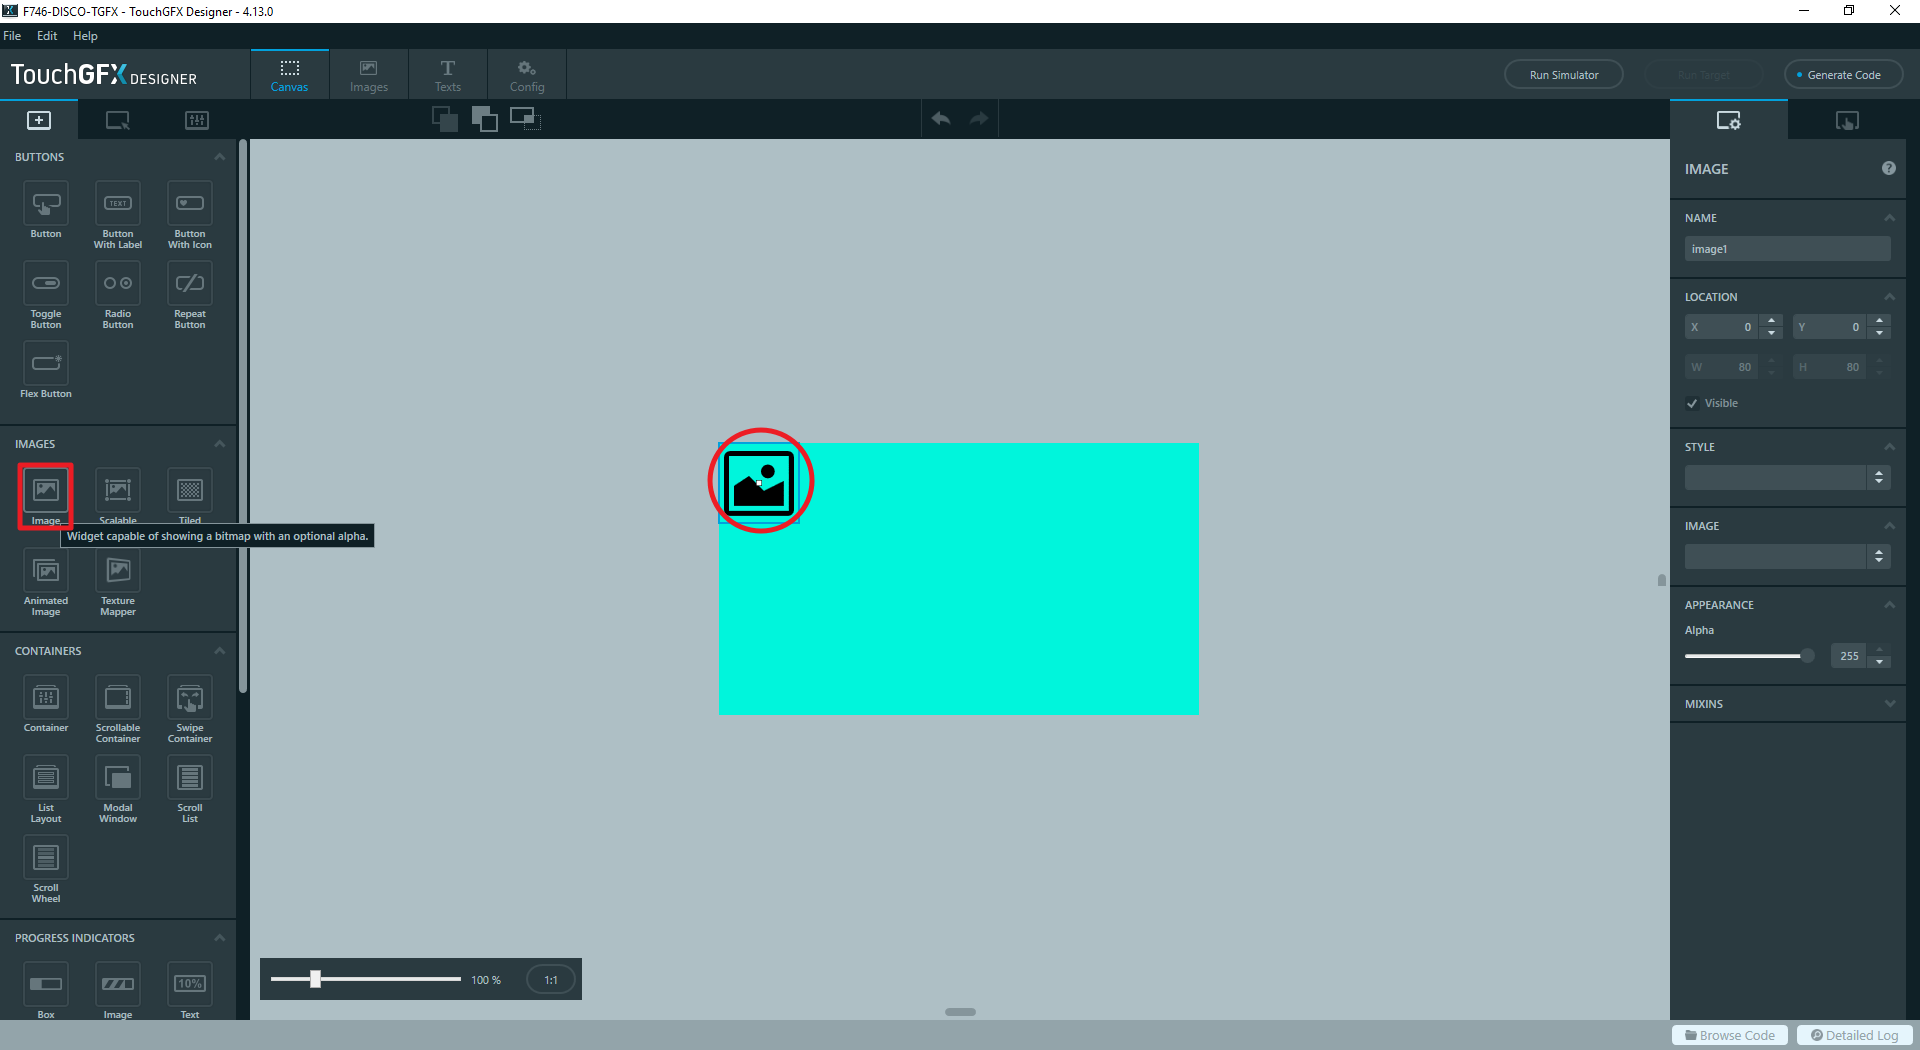 F746-DISCO-TGFX - TouchGFX Designer - 4.13.0
File Edit Help
TouchGFX DESIGNER
Canvas
Images
Texts
Config
Run Simulator
Run Target
Generate Code
BUTTONS
Button
Button
With Label
Button
With Icon
Toggle
Button
Radio
Button
Repeat
Button
Flex Button
IMAGES
Image
Scalable
Tiled
Widget capable of showing a bitmap with an optional alpha.
Animated
Image
Texture
Mapper
CONTAINERS
Container
Scrollable
Container
Swipe
Container
List
Layout
Modal
Window
Scroll
List
Scroll
Wheel
PROGRESS INDICATORS
10%
Box
Image
Text
100 %
1:1
IMAGE
?
NAME
image1
LOCATION
X 0
Y 0
W 80
H 80
Visible
STYLE
IMAGE
APPEARANCE
Alpha
255
MIXINS
Browse Code
Detailed Log